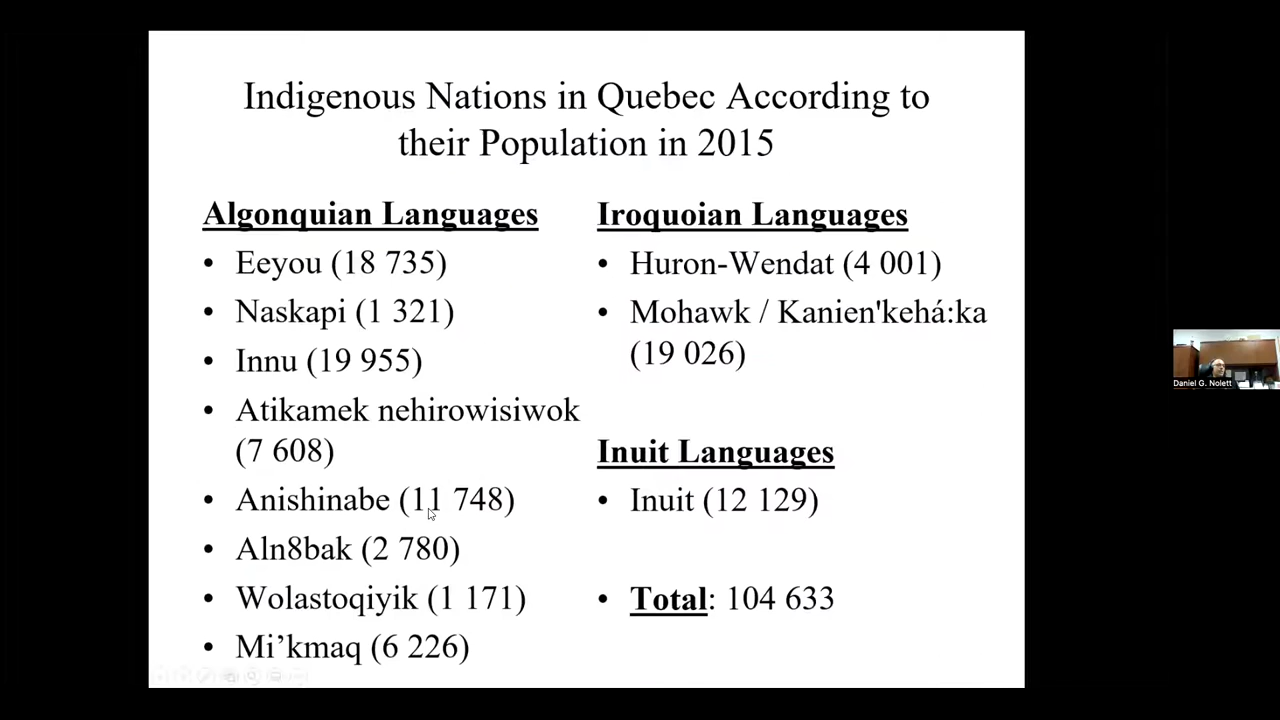 Indigenous Nations in Quebec According to
their Population in 2015
Algonquian Languages
• Eeyou (18 735)
• Naskapi (1 321)
• Innu (19 955)
• Atikamek nehirowisiwok
(7 608)
• Anishinabe (11 748)
• Aln8bak (2 780)
• Wolastoqiyik (1 171)
• Mi’kmaq (6 226)
Iroquoian Languages
• Huron-Wendat (4 001)
• Mohawk / Kanien'kehá:ka
(19 026)
Inuit Languages
• Inuit (12 129)
• Total: 104 633
Daniel G. Nolett